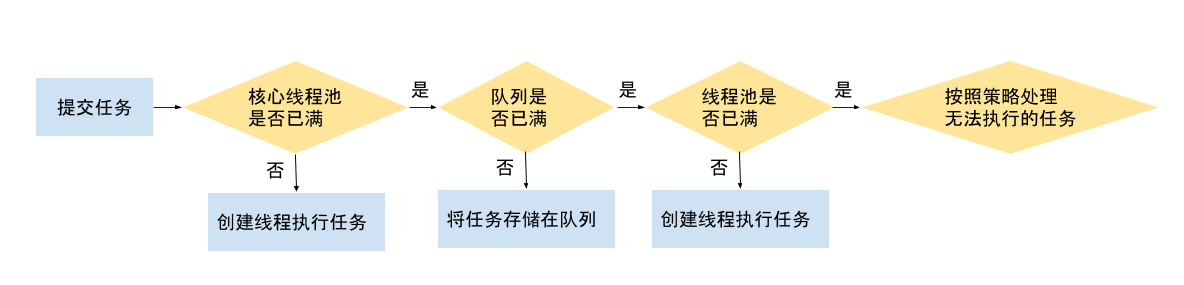 提交任务
核心线程池
是否已满
是
队列是
否已满
是
线程池是
否已满
是
按照策略处理
无法执行的任务
否
创建线程执行任务
否
将任务存储在队列
否
创建线程执行任务